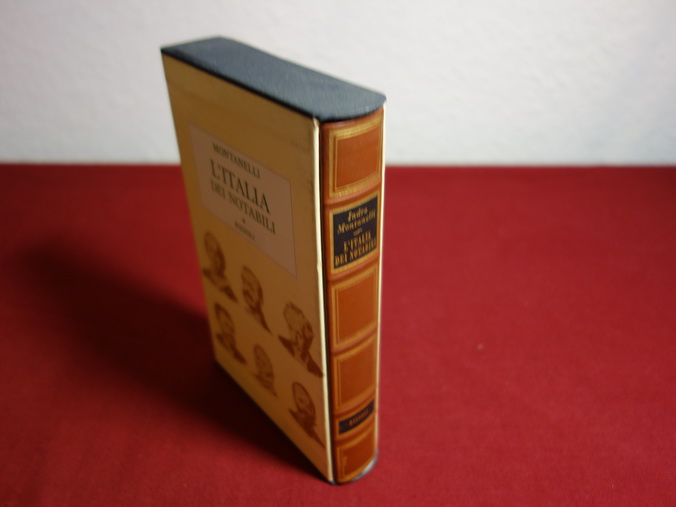 MONTANELLI
L'ITALIA
DEI NOTABILI
Indro
Montanelli
L'ITALIA
DEI NOTABILI